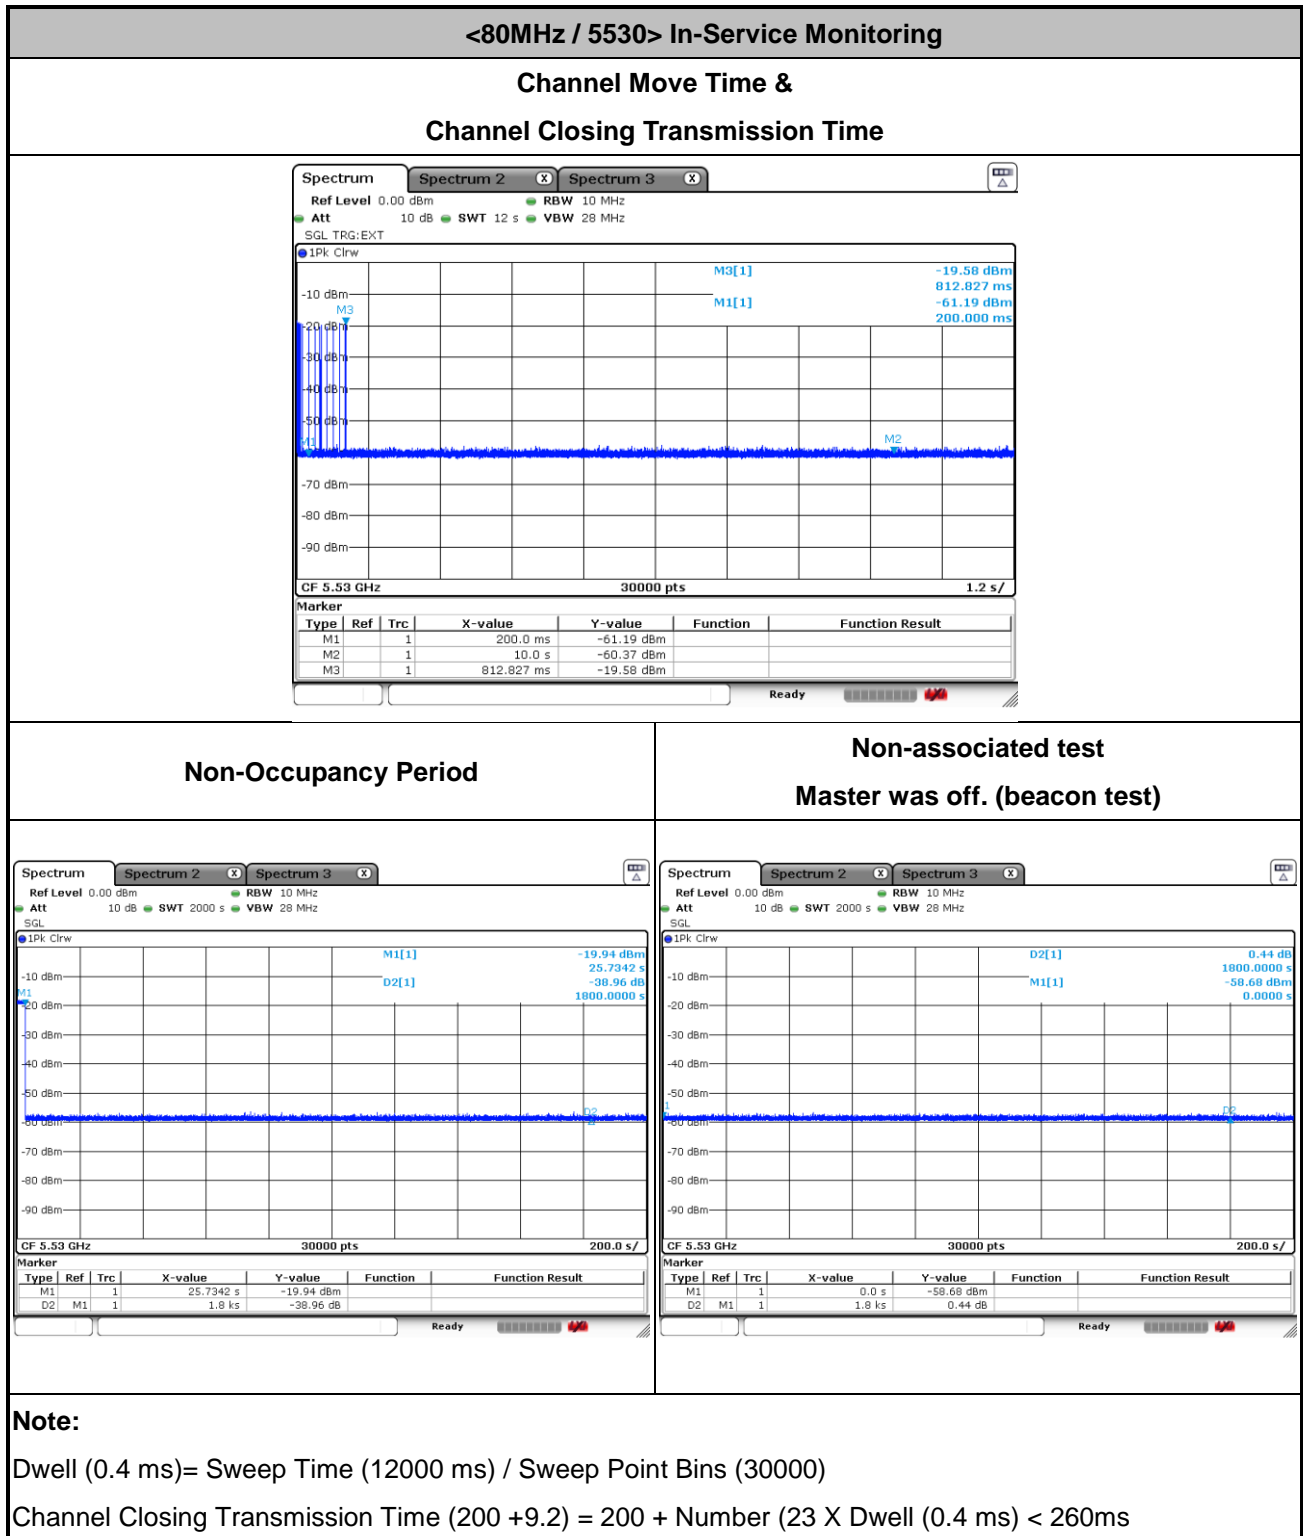 <80MHz / 5530> In-Service Monitoring
Channel Move Time &
Channel Closing Transmission Time
Spectrum Spectrum 2 X Spectrum 3 X
Ref Level 0.00 dBm RBW 10 MHz
Att 10 dB SWT 12 s VBW 28 MHz
SGL TRG:EXT
1Pk Clrw
M3[1] -19.58 dBm
812.827 ms
-10 dBm
M1[1] -61.19 dBm
M3
200.000 ms
-20 dBm
-30 dBm
-40 dBm
-50 dBm
M1
M2
-70 dBm
-80 dBm
-90 dBm
CF 5.53 GHz 30000 pts 1.2 s/
Marker
Type Ref Trc X-value Y-value Function Function Result
M1 1 200.0 ms -61.19 dBm
M2 1 10.0 s -60.37 dBm
M3 1 812.827 ms -19.58 dBm
Ready
Non-Occupancy Period
Non-associated test
Master was off. (beacon test)
Spectrum Spectrum 2 X Spectrum 3 X
Ref Level 0.00 dBm RBW 10 MHz
Att 10 dB SWT 2000 s VBW 28 MHz
SGL
1Pk Clrw
M1[1] -19.94 dBm
25.7342 s
-10 dBm
D2[1] -38.96 dB
M1
1800.0000 s
-20 dBm
-30 dBm
-40 dBm
-50 dBm
D2
-60 dBm
-70 dBm
-80 dBm
-90 dBm
CF 5.53 GHz 30000 pts 200.0 s/
Marker
Type Ref Trc X-value Y-value Function Function Result
M1 1 25.7342 s -19.94 dBm
D2 M1 1 1.8 ks -38.96 dB
Ready
Spectrum Spectrum 2 X Spectrum 3 X
Ref Level 0.00 dBm RBW 10 MHz
Att 10 dB SWT 2000 s VBW 28 MHz
SGL
1Pk Clrw
D2[1] 0.44 dB
1800.0000 s
-10 dBm
M1[1] -58.68 dBm
0.0000 s
-20 dBm
-30 dBm
-40 dBm
-50 dBm
1
D2
-60 dBm
-70 dBm
-80 dBm
-90 dBm
CF 5.53 GHz 30000 pts 200.0 s/
Marker
Type Ref Trc X-value Y-value Function Function Result
M1 1 0.0 s -58.68 dBm
D2 M1 1 1.8 ks 0.44 dB
Ready
Note:
Dwell (0.4 ms)= Sweep Time (12000 ms) / Sweep Point Bins (30000)
Channel Closing Transmission Time (200 +9.2) = 200 + Number (23 X Dwell (0.4 ms) < 260ms